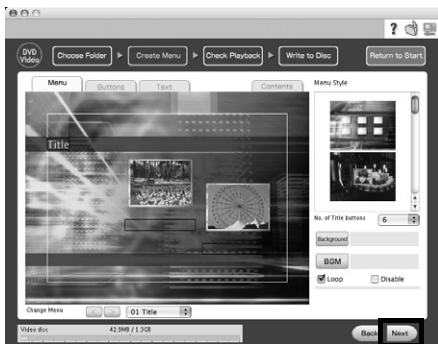 ?
DVD
Video
Choose Folder
Create Menu
Check Playback
Write to Disc
Return to Start
Menu
Buttons
Text
Contents
Menu Style
Title
No. of Title buttons
6
Background
BGM
Loop
Disable
Change Menu
<
>
01 Title
Video disc
42.9MB / 1.3GB
Back
Next